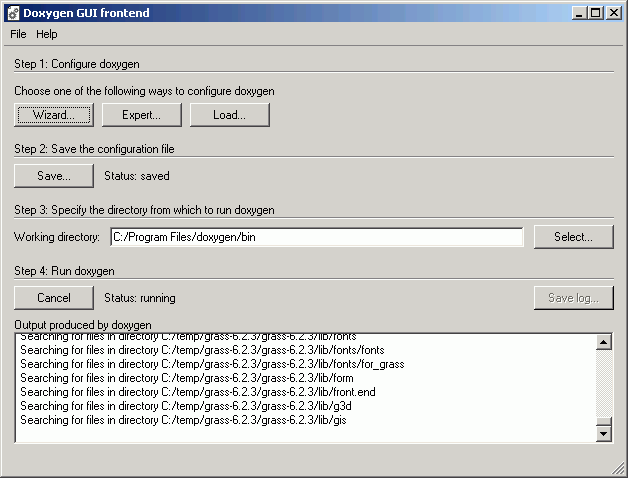 Doxygen GUI frontend
File Help
Step 1: Configure doxygen
Choose one of the following ways to configure doxygen
Wizard... Expert... Load...
Step 2: Save the configuration file
Save... Status: saved
Step 3: Specify the directory from which to run doxygen
Working directory: C:/Program Files/doxygen/bin Select...
Step 4: Run doxygen
Cancel Status: running Save log...
Output produced by doxygen
Searching for files in directory C:/temp/grass-6.2.3/grass-6.2.3/lib/fonts
Searching for files in directory C:/temp/grass-6.2.3/grass-6.2.3/lib/fonts/fonts
Searching for files in directory C:/temp/grass-6.2.3/grass-6.2.3/lib/fonts/for_grass
Searching for files in directory C:/temp/grass-6.2.3/grass-6.2.3/lib/form
Searching for files in directory C:/temp/grass-6.2.3/grass-6.2.3/lib/front.end
Searching for files in directory C:/temp/grass-6.2.3/grass-6.2.3/lib/g3d
Searching for files in directory C:/temp/grass-6.2.3/grass-6.2.3/lib/gis